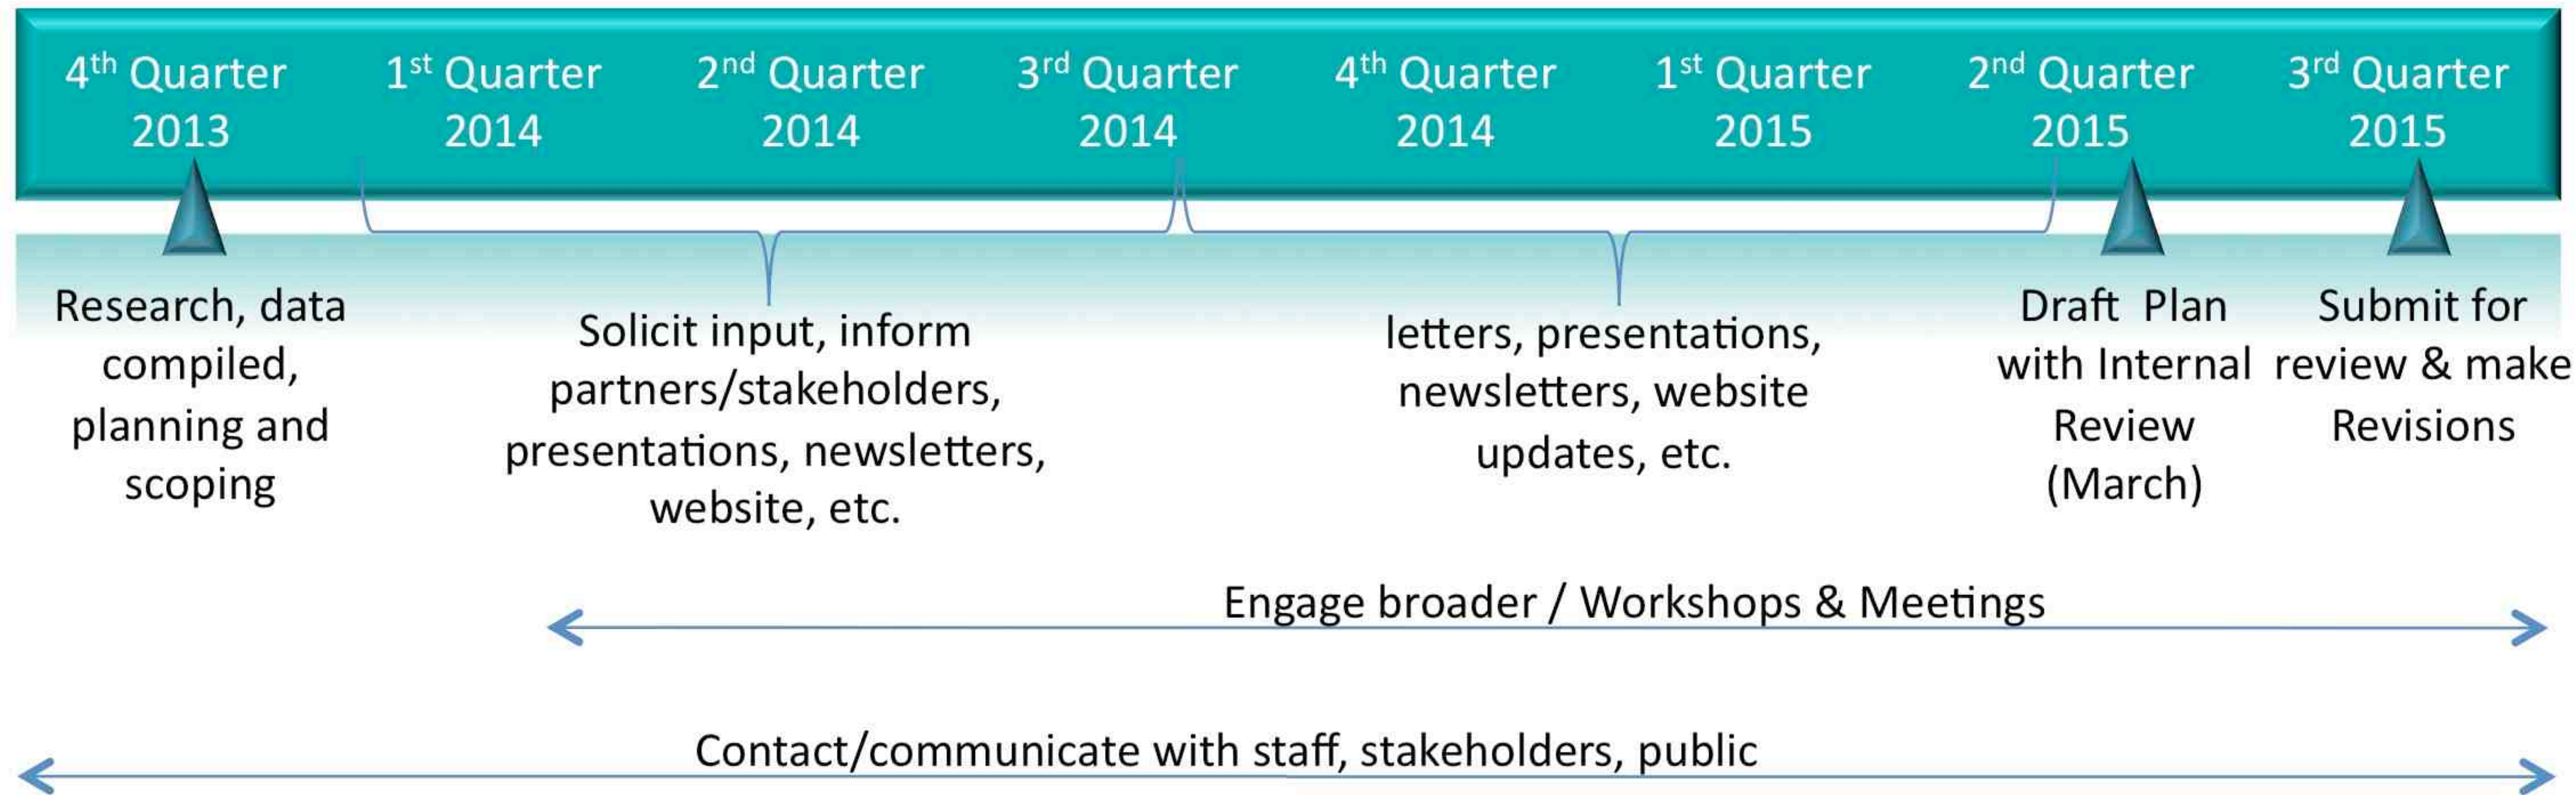 4th Quarter
2013
1st Quarter
2014
2nd Quarter
2014
3rd Quarter
2014
4th Quarter
2014
1st Quarter
2015
2nd Quarter
2015
3rd Quarter
2015
Research, data
compiled,
planning and
scoping
Solicit input, inform
partners/stakeholders,
presentations, newsletters,
website, etc.
letters, presentations,
newsletters, website
updates, etc.
Draft Plan
with Internal
Review
(March)
Submit for
review & make
Revisions
Engage broader / Workshops & Meetings
Contact/communicate with staff, stakeholders, public